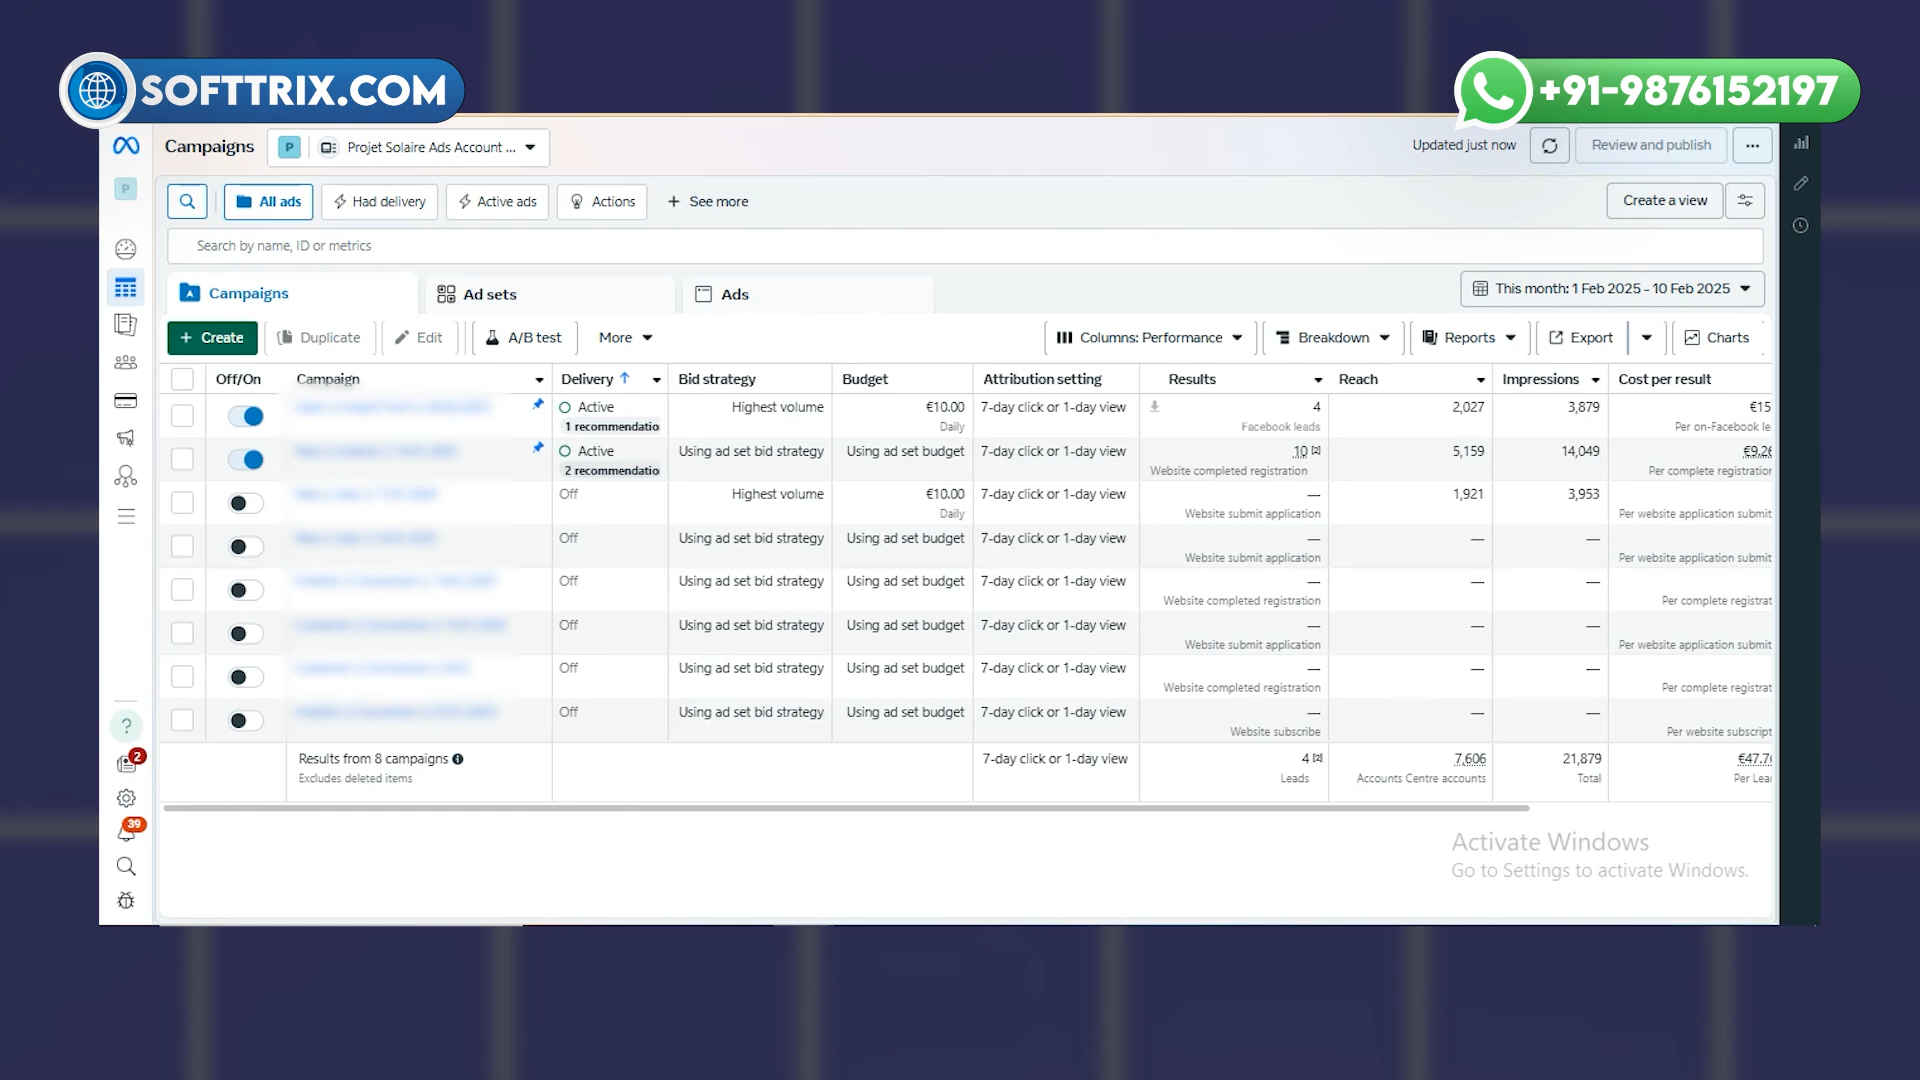 SOFTTRIX.COM
+91-9876152197
Campaigns P Projet Solaire Ads Account ... Updated just now Review and publish ...
P
All ads Had delivery Active ads Actions + See more Create a view
Search by name, ID or metrics
Campaigns Ad sets Ads This month: 1 Feb 2025 - 10 Feb 2025
+ Create Duplicate Edit A/B test More Columns: Performance Breakdown Reports Export Charts
Off/On Campaign Delivery ↑ Bid strategy Budget Attribution setting Results Reach Impressions Cost per result
Active Highest volume €10.00 7-day click or 1-day view 4 2,027 3,879 €15
1 recommendatio Daily Facebook leads Per on-Facebook le
Active Using ad set bid strategy Using ad set budget 7-day click or 1-day view 10 [2] 5,159 14,049 €9.26
2 recommendatio Website completed registration Per complete registration
Off Highest volume €10.00 7-day click or 1-day view — 1,921 3,953
Daily Website submit application Per website application submit
Off Using ad set bid strategy Using ad set budget 7-day click or 1-day view — — —
Website submit application Per website application submit
Off Using ad set bid strategy Using ad set budget 7-day click or 1-day view — — —
Website completed registration Per complete registrat
Off Using ad set bid strategy Using ad set budget 7-day click or 1-day view — — —
Website submit application Per website application submit
Off Using ad set bid strategy Using ad set budget 7-day click or 1-day view — — —
Website completed registration Per complete registrat
Off Using ad set bid strategy Using ad set budget 7-day click or 1-day view — — —
Website subscribe Per website subscript
Results from 8 campaigns 7-day click or 1-day view 4 [2] 7,606 21,879 €47.76
Excludes deleted items Leads Accounts Centre accounts Total Per Lea
?
2
39
Activate Windows
Go to Settings to activate Windows.